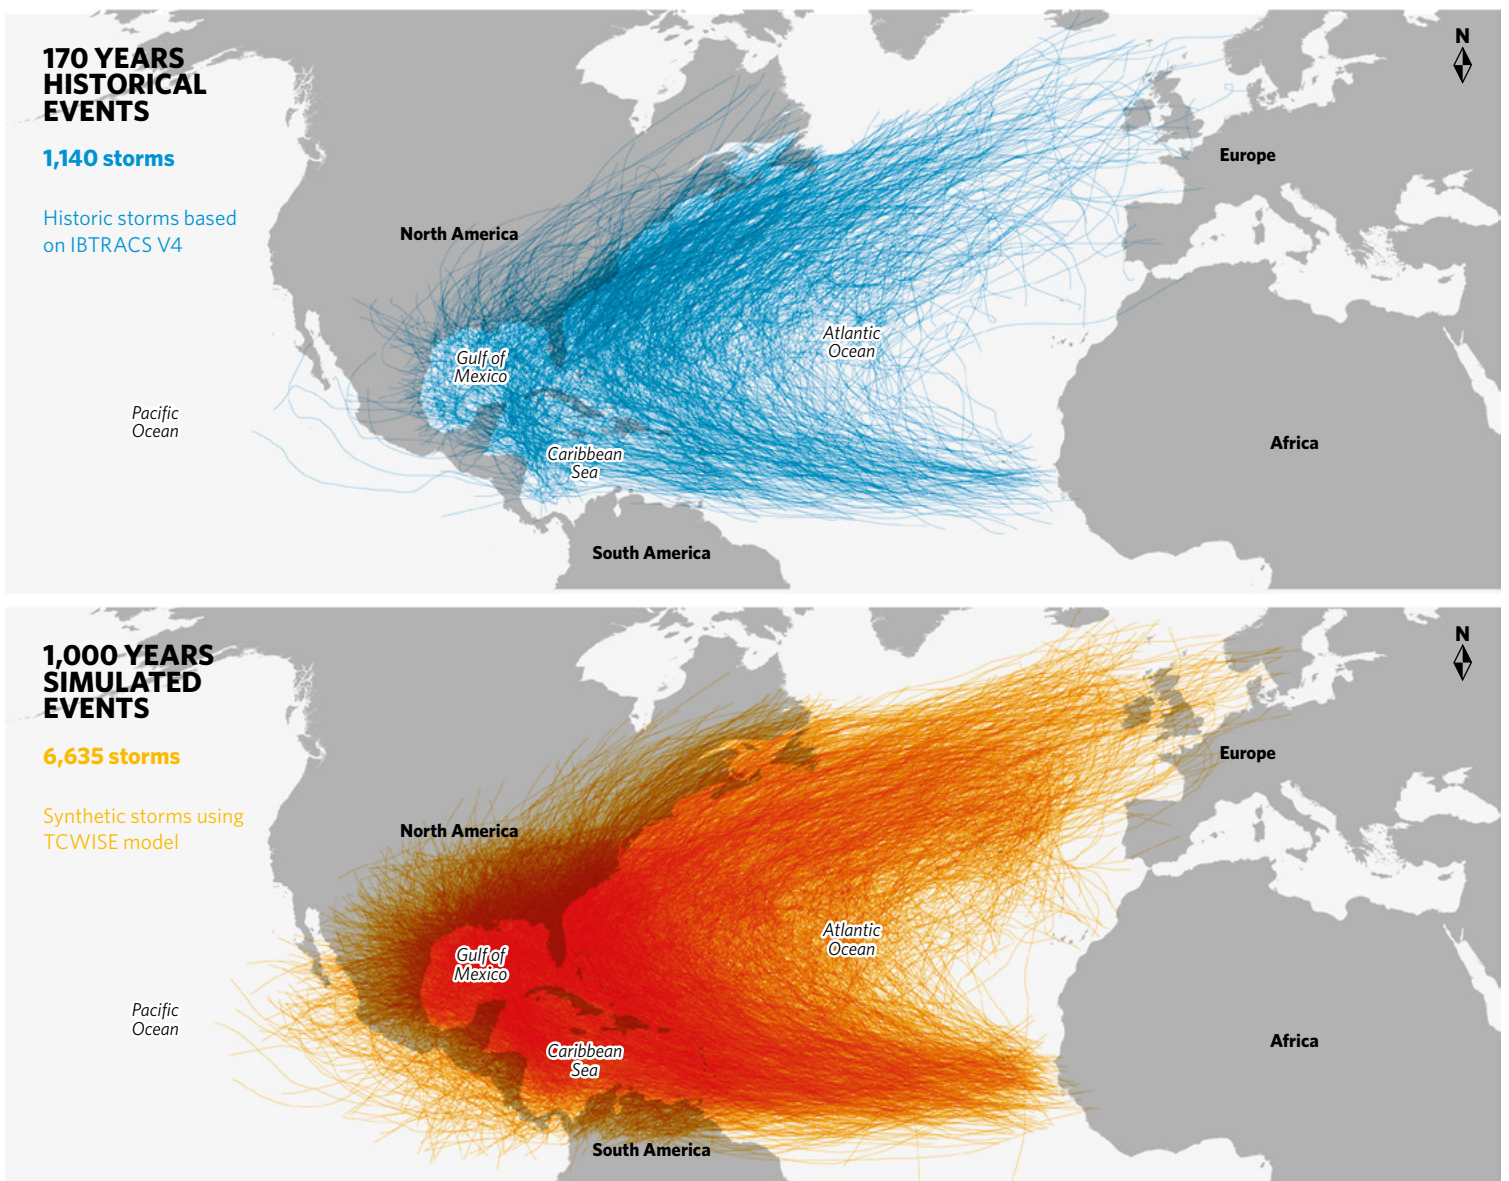 170 YEARS
HISTORICAL
EVENTS
1,140 storms
Historic storms based
on IBTRACS V4
N
Europe
North America
Atlantic
Ocean
Gulf of
Mexico
Pacific
Ocean
Caribbean
Sea
Africa
South America
1,000 YEARS
SIMULATED
EVENTS
6,635 storms
Synthetic storms using
TCWISE model
N
Europe
North America
Atlantic
Ocean
Gulf of
Mexico
Pacific
Ocean
Caribbean
Sea
Africa
South America